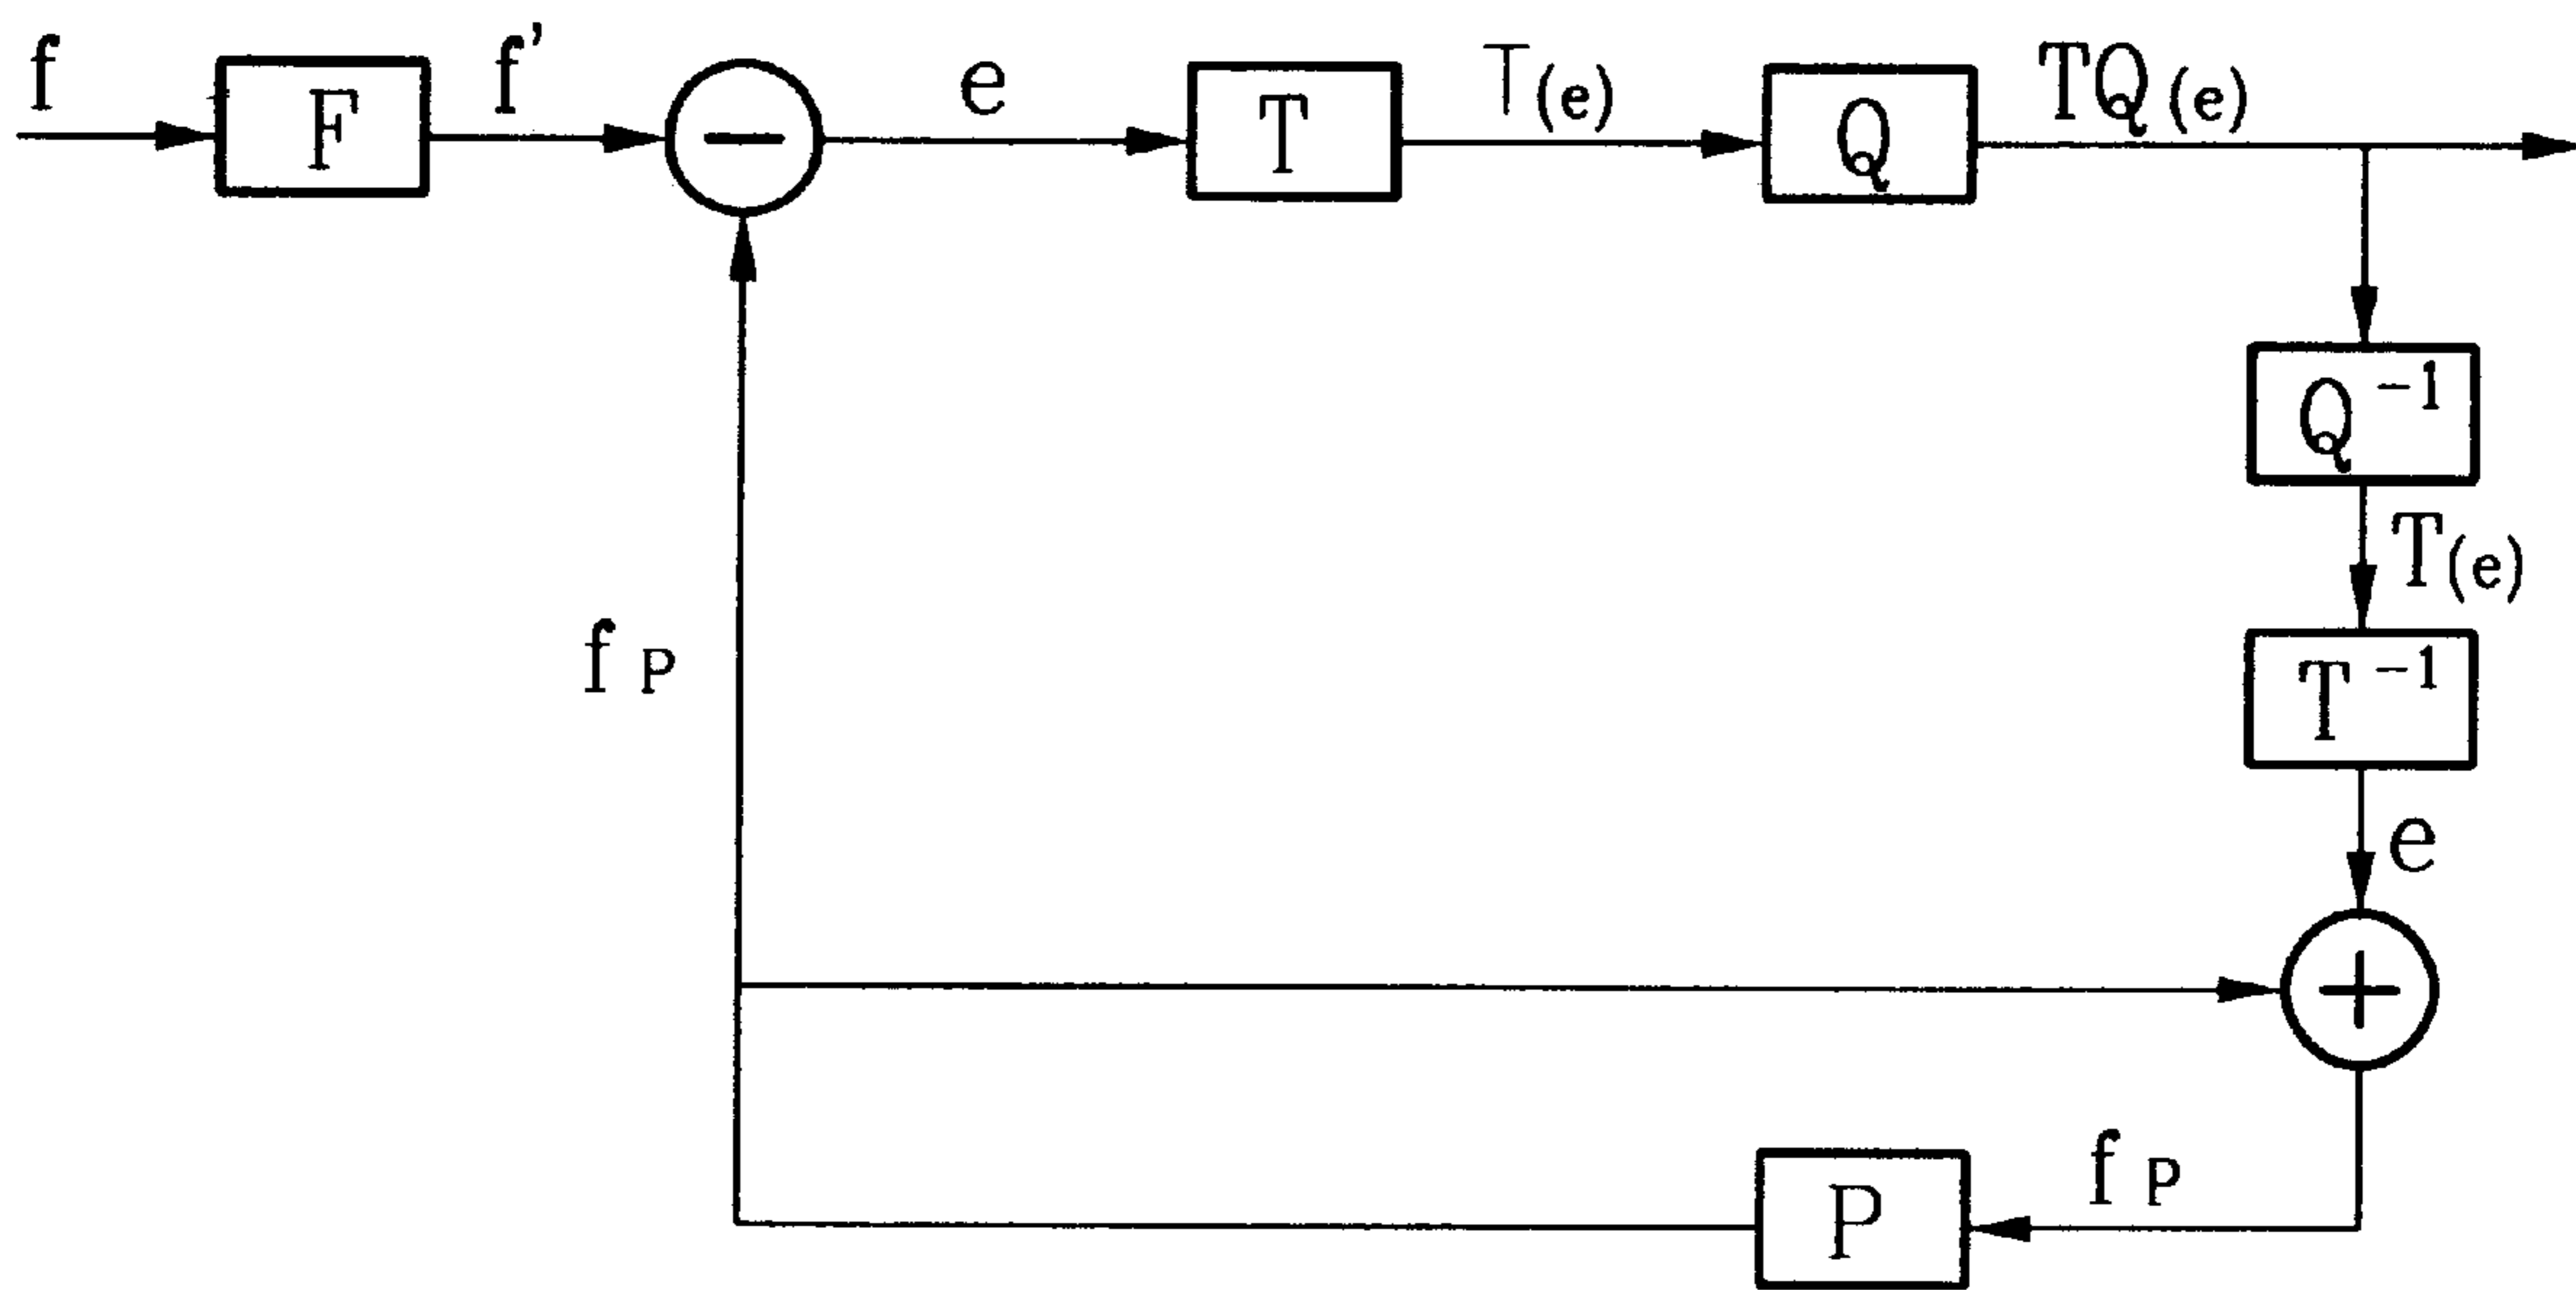 f F f' − e T T(e) Q TQ(e)
Q⁻¹
T(e)
T⁻¹
fP
e
+
P fP